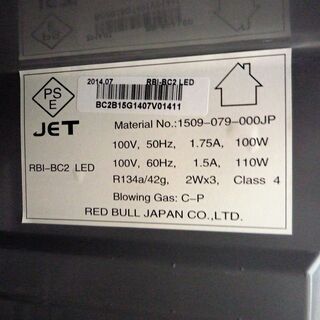 PS
E
JET
2014.07 RBI-BC2 LED
BC2B15G1407V01411
Material No.:1509-079-000JP
100V, 50Hz, 1.75A, 100W
RBI-BC2 LED 100V, 60Hz, 1.5A, 110W
R134a/42g, 2Wx3, Class 4
Blowing Gas: C-P
RED BULL JAPAN CO.,LTD.